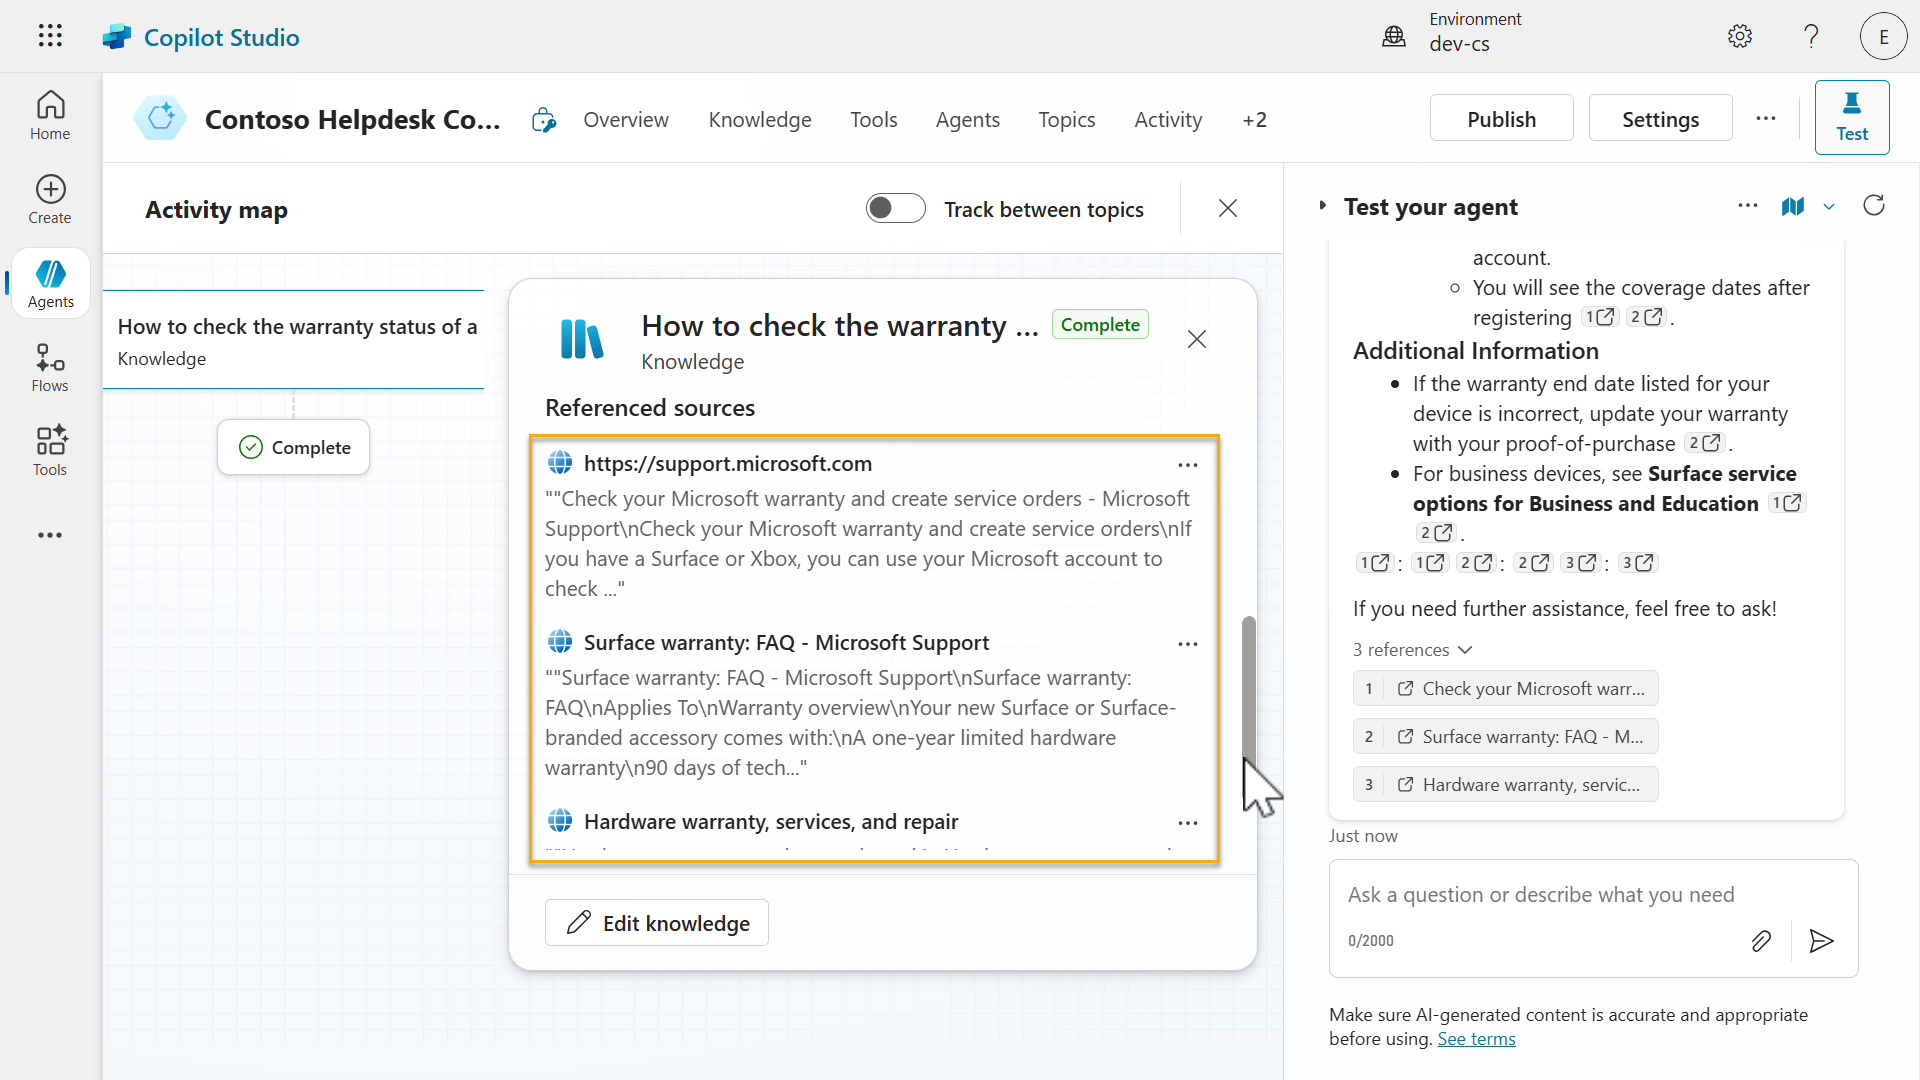 Copilot Studio
Environment
dev-cs
E
Home
Create
Agents
Flows
Tools
Contoso Helpdesk Co...
Overview
Knowledge
Tools
Agents
Topics
Activity
+2
Publish
Settings
Test
Activity map
Track between topics
How to check the warranty status of a
Knowledge
Complete
How to check the warranty ...
Complete
Knowledge
Referenced sources
https://support.microsoft.com
""Check your Microsoft warranty and create service orders - Microsoft
Support\nCheck your Microsoft warranty and create service orders\nIf
you have a Surface or Xbox, you can use your Microsoft account to
check ..."
Surface warranty: FAQ - Microsoft Support
""Surface warranty: FAQ - Microsoft Support\nSurface warranty:
FAQ\nApplies To\nWarranty overview\nYour new Surface or Surface-
branded accessory comes with:\nA one-year limited hardware
warranty\n90 days of tech..."
Hardware warranty, services, and repair
Edit knowledge
Test your agent
account.
You will see the coverage dates after
registering 1 2 .
Additional Information
If the warranty end date listed for your
device is incorrect, update your warranty
with your proof-of-purchase 2 .
For business devices, see Surface service
options for Business and Education 1
2 .
1 : 1 2 : 2 3 : 3
If you need further assistance, feel free to ask!
3 references
1 Check your Microsoft warr...
2 Surface warranty: FAQ - M...
3 Hardware warranty, servic...
Just now
Ask a question or describe what you need
0/2000
Make sure AI-generated content is accurate and appropriate
before using. See terms